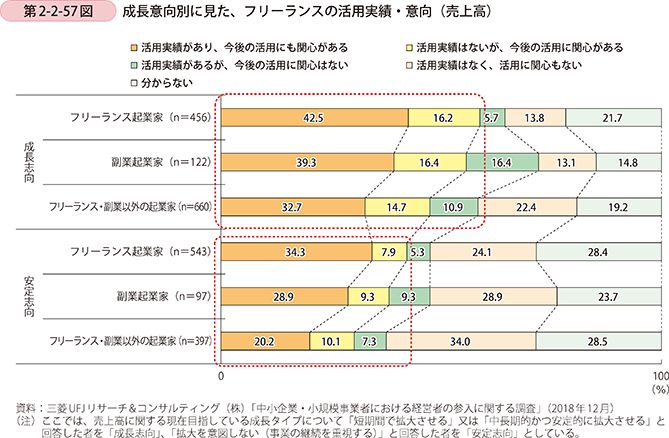 第2-2-57図 成長意向別に見た、フリーランスの活用実績・意向（売上高）
活用実績があり、今後の活用にも関心がある 活用実績はないが、今後の活用に関心がある
活用実績があるが、今後の活用に関心はない 活用実績はなく、活用に関心もない
分からない
成長志向
フリーランス起業家（n＝456） 42.5 16.2 5.7 13.8 21.7
副業起業家（n＝122） 39.3 16.4 16.4 13.1 14.8
フリーランス・副業以外の起業家（n＝660） 32.7 14.7 10.9 22.4 19.2
安定志向
フリーランス起業家（n＝543） 34.3 7.9 5.3 24.1 28.4
副業起業家（n＝97） 28.9 9.3 9.3 28.9 23.7
フリーランス・副業以外の起業家（n＝397） 20.2 10.1 7.3 34.0 28.5
0 100
（%）
資料：三菱UFJリサーチ＆コンサルティング（株）「中小企業・小規模事業者における経営者の参入に関する調査」（2018年12月）
（注）ここでは、売上高に関する現在目指している成長タイプについて「短期間で拡大させる」又は「中長期的かつ安定的に拡大させる」と
回答した者を「成長志向」、「拡大を意図しない（事業の継続を重視する）」と回答した者を「安定志向」としている。